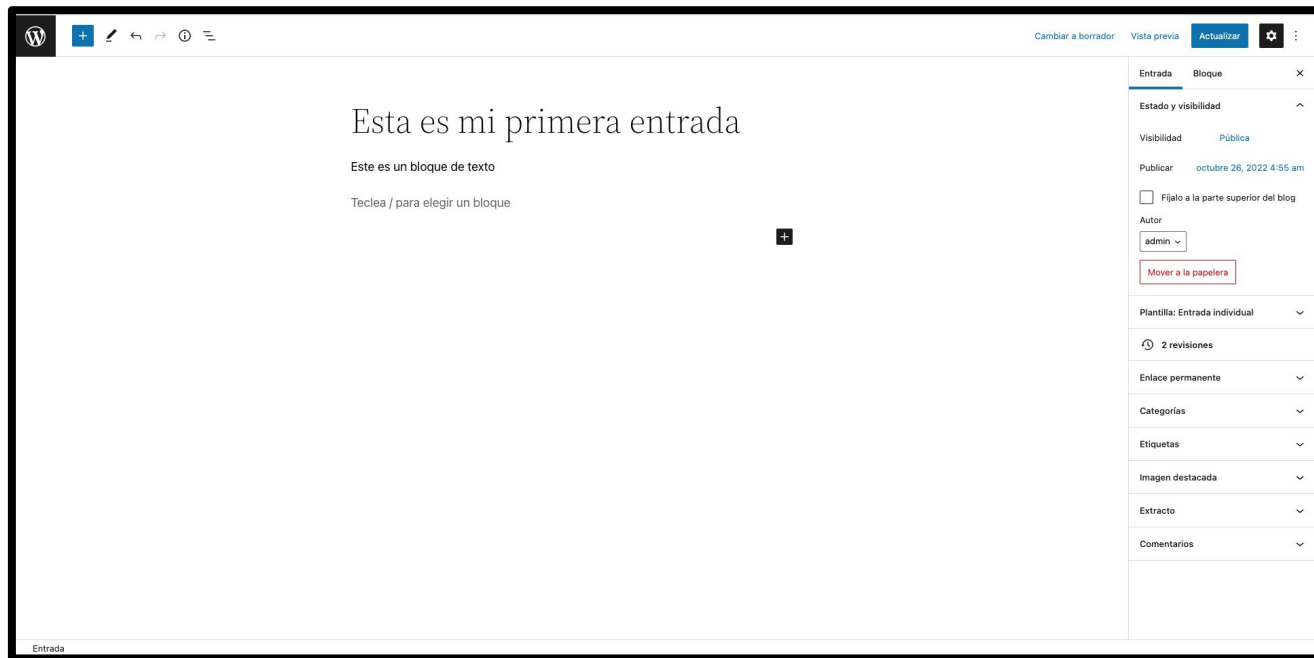 Cambiar a borrador Vista previa Actualizar
Esta es mi primera entrada
Este es un bloque de texto
Teclea / para elegir un bloque
Entrada Bloque
Estado y visibilidad
Visibilidad Pública
Publicar octubre 26, 2022 4:55 am
Fíjalo a la parte superior del blog
Autor
admin
Mover a la papelera
Plantilla: Entrada individual
2 revisiones
Enlace permanente
Categorías
Etiquetas
Imagen destacada
Extracto
Comentarios
Entrada